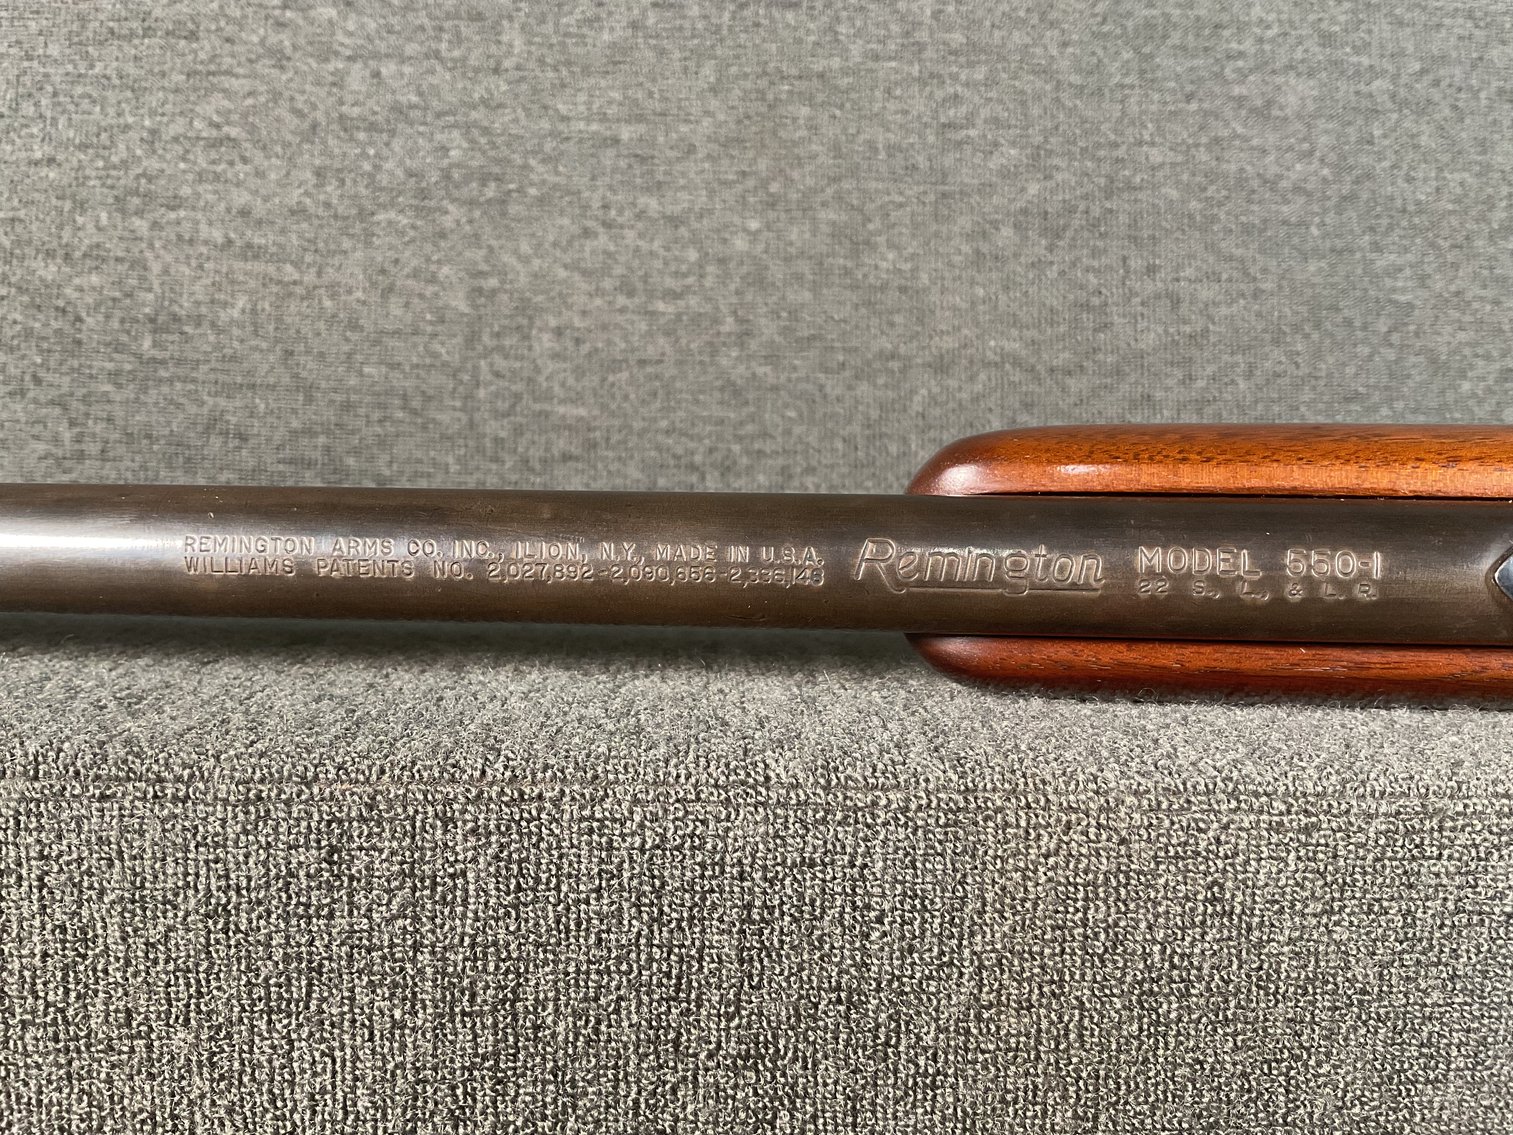 REMINGTON ARMS CO. INC., ILION, N.Y., MADE IN U.S.A.
WILLIAMS PATENTS NO. 2,027,892-2,090,656-2,336,146
Remington
MODEL 550-1
22 S., L., & L. R.